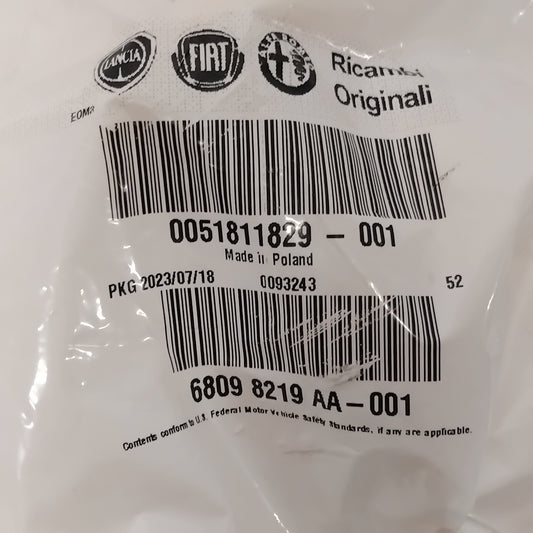 LANCIA FIAT ALFA ROMEO Ricambi
Originali
EOM3
0051811829 - 001
Made in Poland
PKG 2023/07/18 0093243 52
6809 8219 AA-001
Contents conform to U.S. Federal Motor Vehicle Safety Standards, if any are applicable.